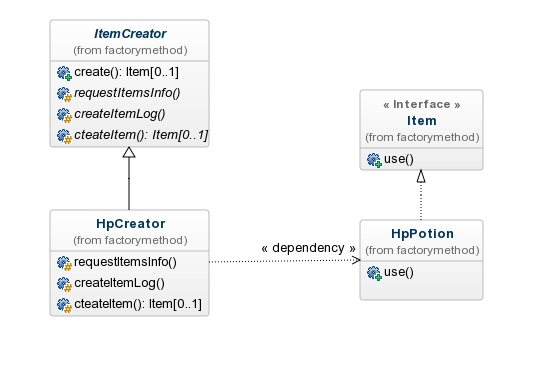 ItemCreator
(from factorymethod)
create(): Item[0..1]
requestItemsInfo()
createItemLog()
cteateItem(): Item[0..1]
« Interface »
Item
(from factorymethod)
use()
HpCreator
(from factorymethod)
requestItemsInfo()
createItemLog()
cteateItem(): Item[0..1]
« dependency »
HpPotion
(from factorymethod)
use()